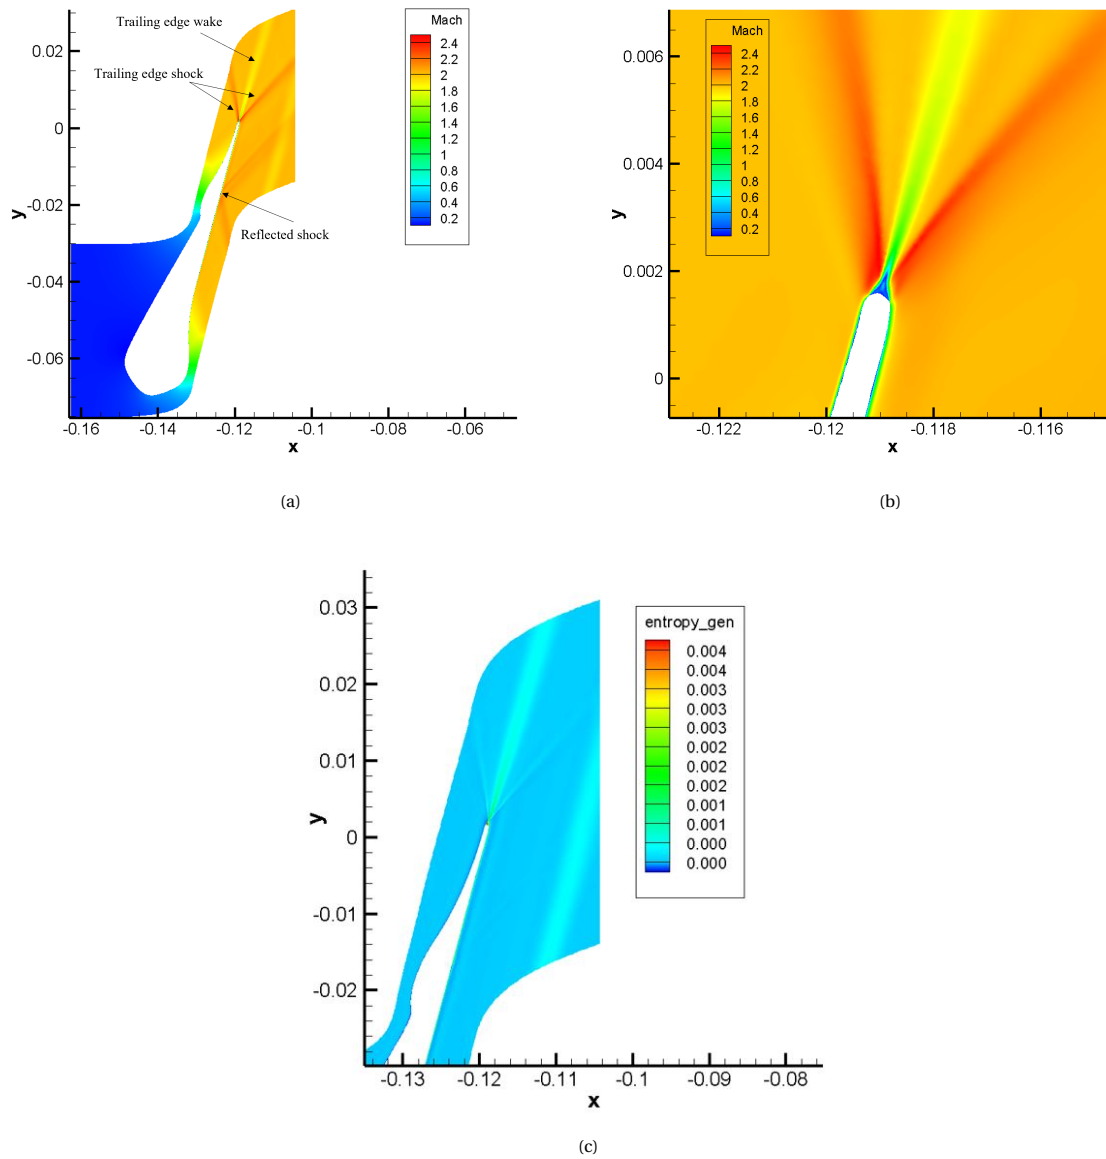 Trailing edge wake
Trailing edge shock
Reflected shock
Mach
2.4
2.2
2
1.8
1.6
1.4
1.2
1
0.8
0.6
0.4
0.2
0.02
0
-0.02
-0.04
-0.06
y
-0.16 -0.14 -0.12 -0.1 -0.08 -0.06
x
(a)
Mach
2.4
2.2
2
1.8
1.6
1.4
1.2
1
0.8
0.6
0.4
0.2
0.006
0.004
0.002
0
y
-0.122 -0.12 -0.118 -0.116
x
(b)
entropy_gen
0.004
0.004
0.003
0.003
0.003
0.002
0.002
0.002
0.001
0.001
0.000
0.000
0.03
0.02
0.01
0
-0.01
-0.02
y
-0.13 -0.12 -0.11 -0.1 -0.09 -0.08
x
(c)